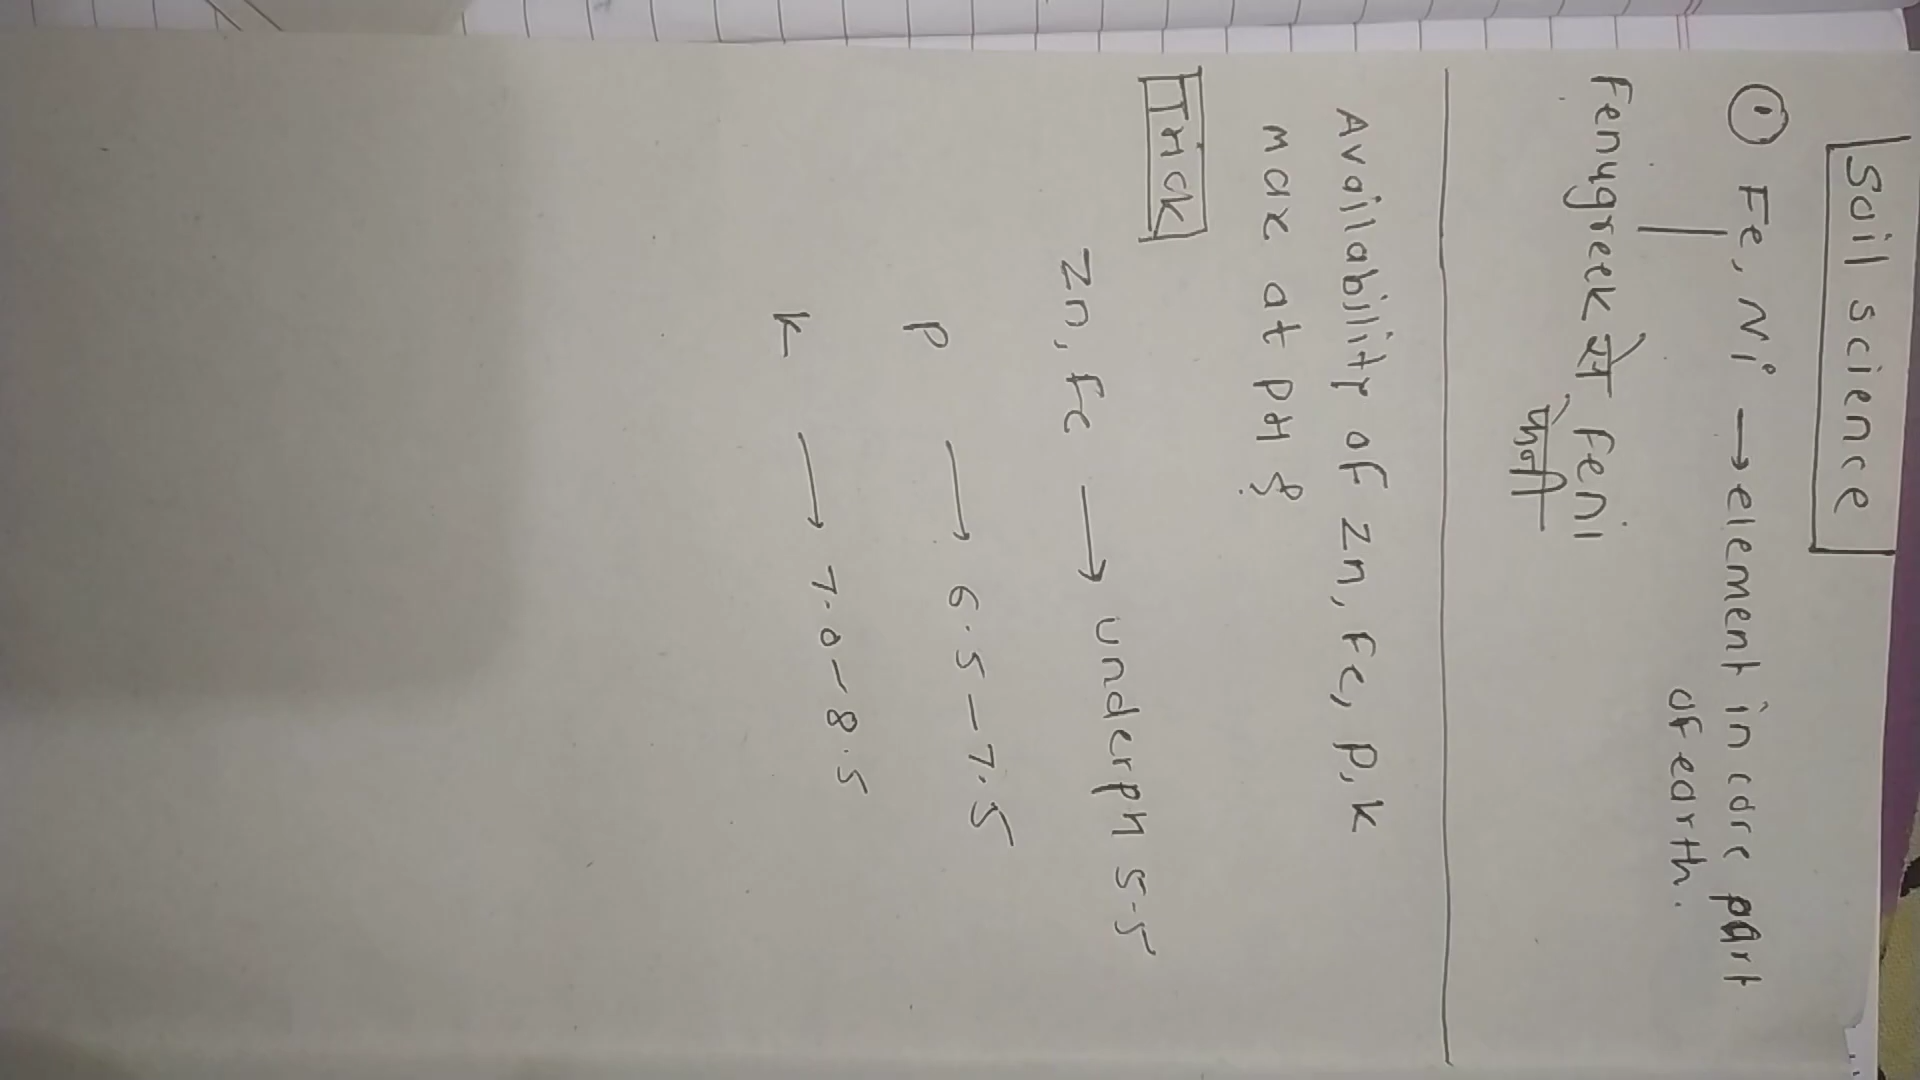 Soil science
① Fe, Ni → element in core part
of earth.
Fenugreek से Feni
Availability of Zn, Fe, P, K
max at pH ?
Trick
Zn, Fe → under pH 5.5
P → 6.5 – 7.5
K → 7.0 – 8.5